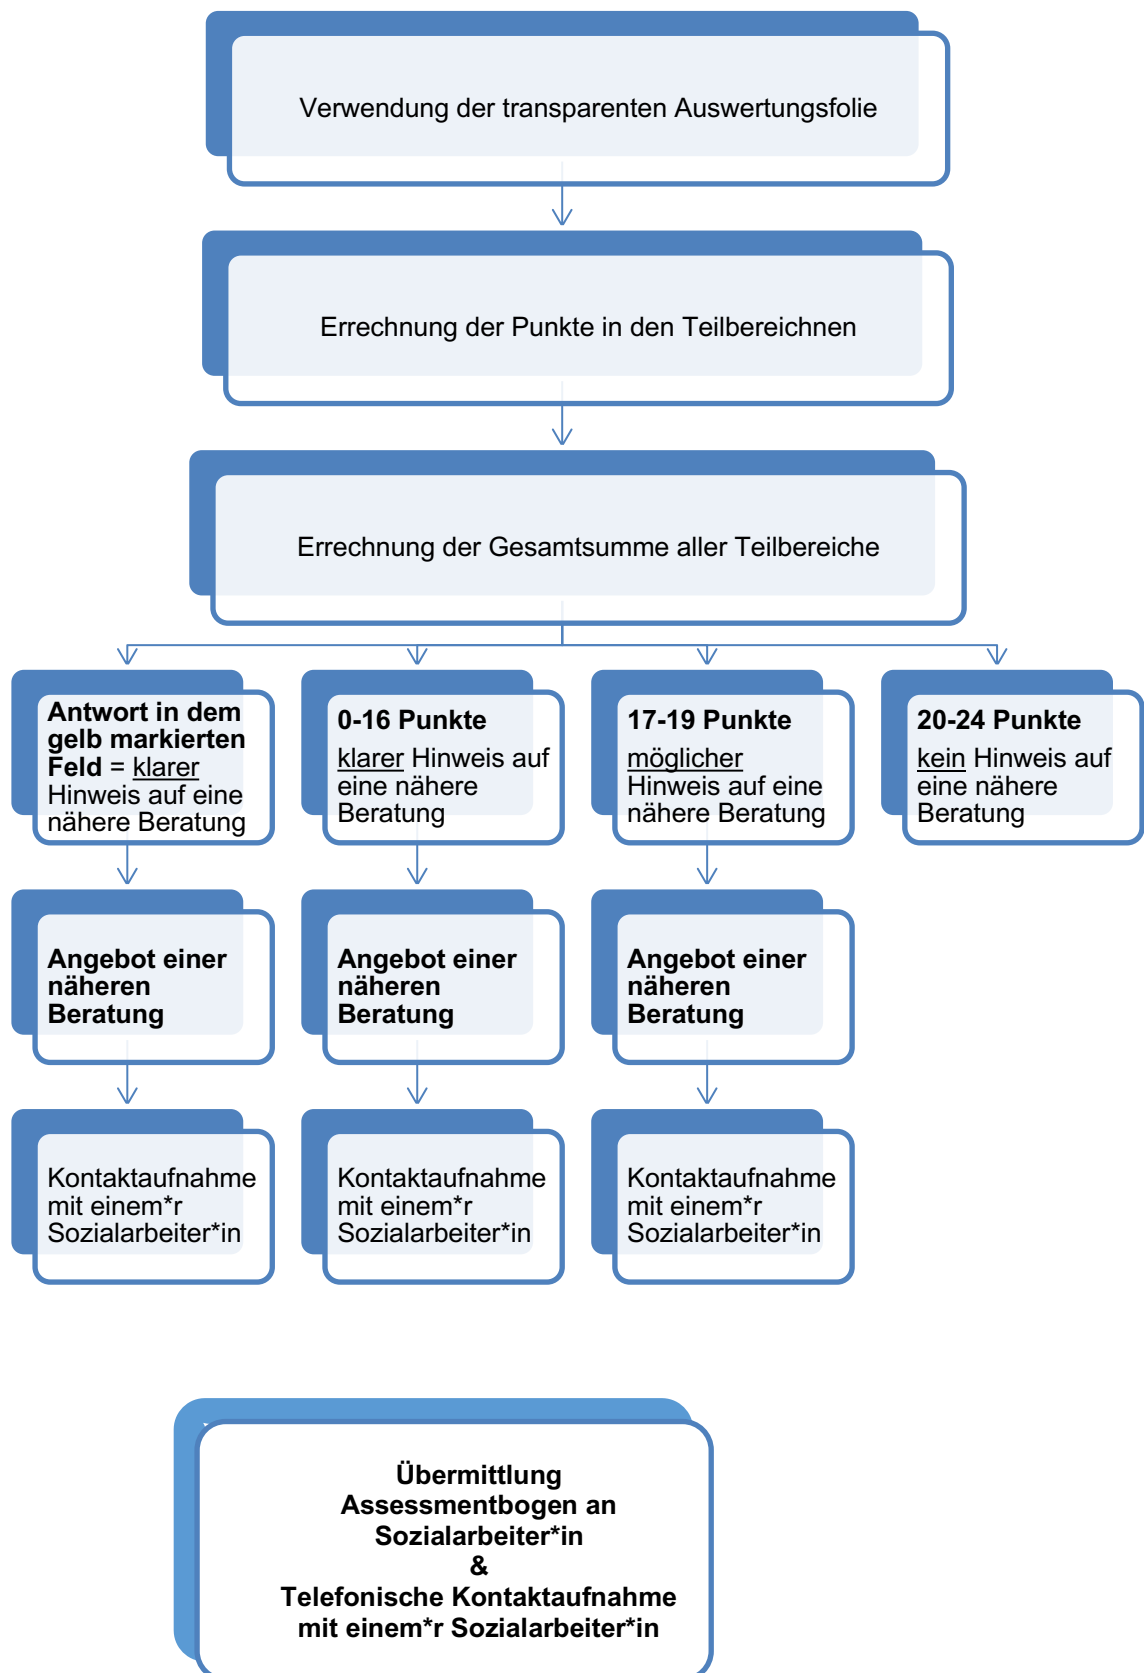 Verwendung der transparenten Auswertungsfolie
Errechnung der Punkte in den Teilbereichnen
Errechnung der Gesamtsumme aller Teilbereiche
Antwort in dem
gelb markierten
Feld = klarer
Hinweis auf eine
nähere Beratung
0-16 Punkte
klarer Hinweis auf
eine nähere
Beratung
17-19 Punkte
möglicher
Hinweis auf eine
nähere Beratung
20-24 Punkte
kein Hinweis auf
eine nähere
Beratung
Angebot einer
näheren
Beratung
Angebot einer
näheren
Beratung
Angebot einer
näheren
Beratung
Kontaktaufnahme
mit einem*r
Sozialarbeiter*in
Kontaktaufnahme
mit einem*r
Sozialarbeiter*in
Kontaktaufnahme
mit einem*r
Sozialarbeiter*in
Übermittlung
Assessmentbogen an
Sozialarbeiter*in
&
Telefonische Kontaktaufnahme
mit einem*r Sozialarbeiter*in